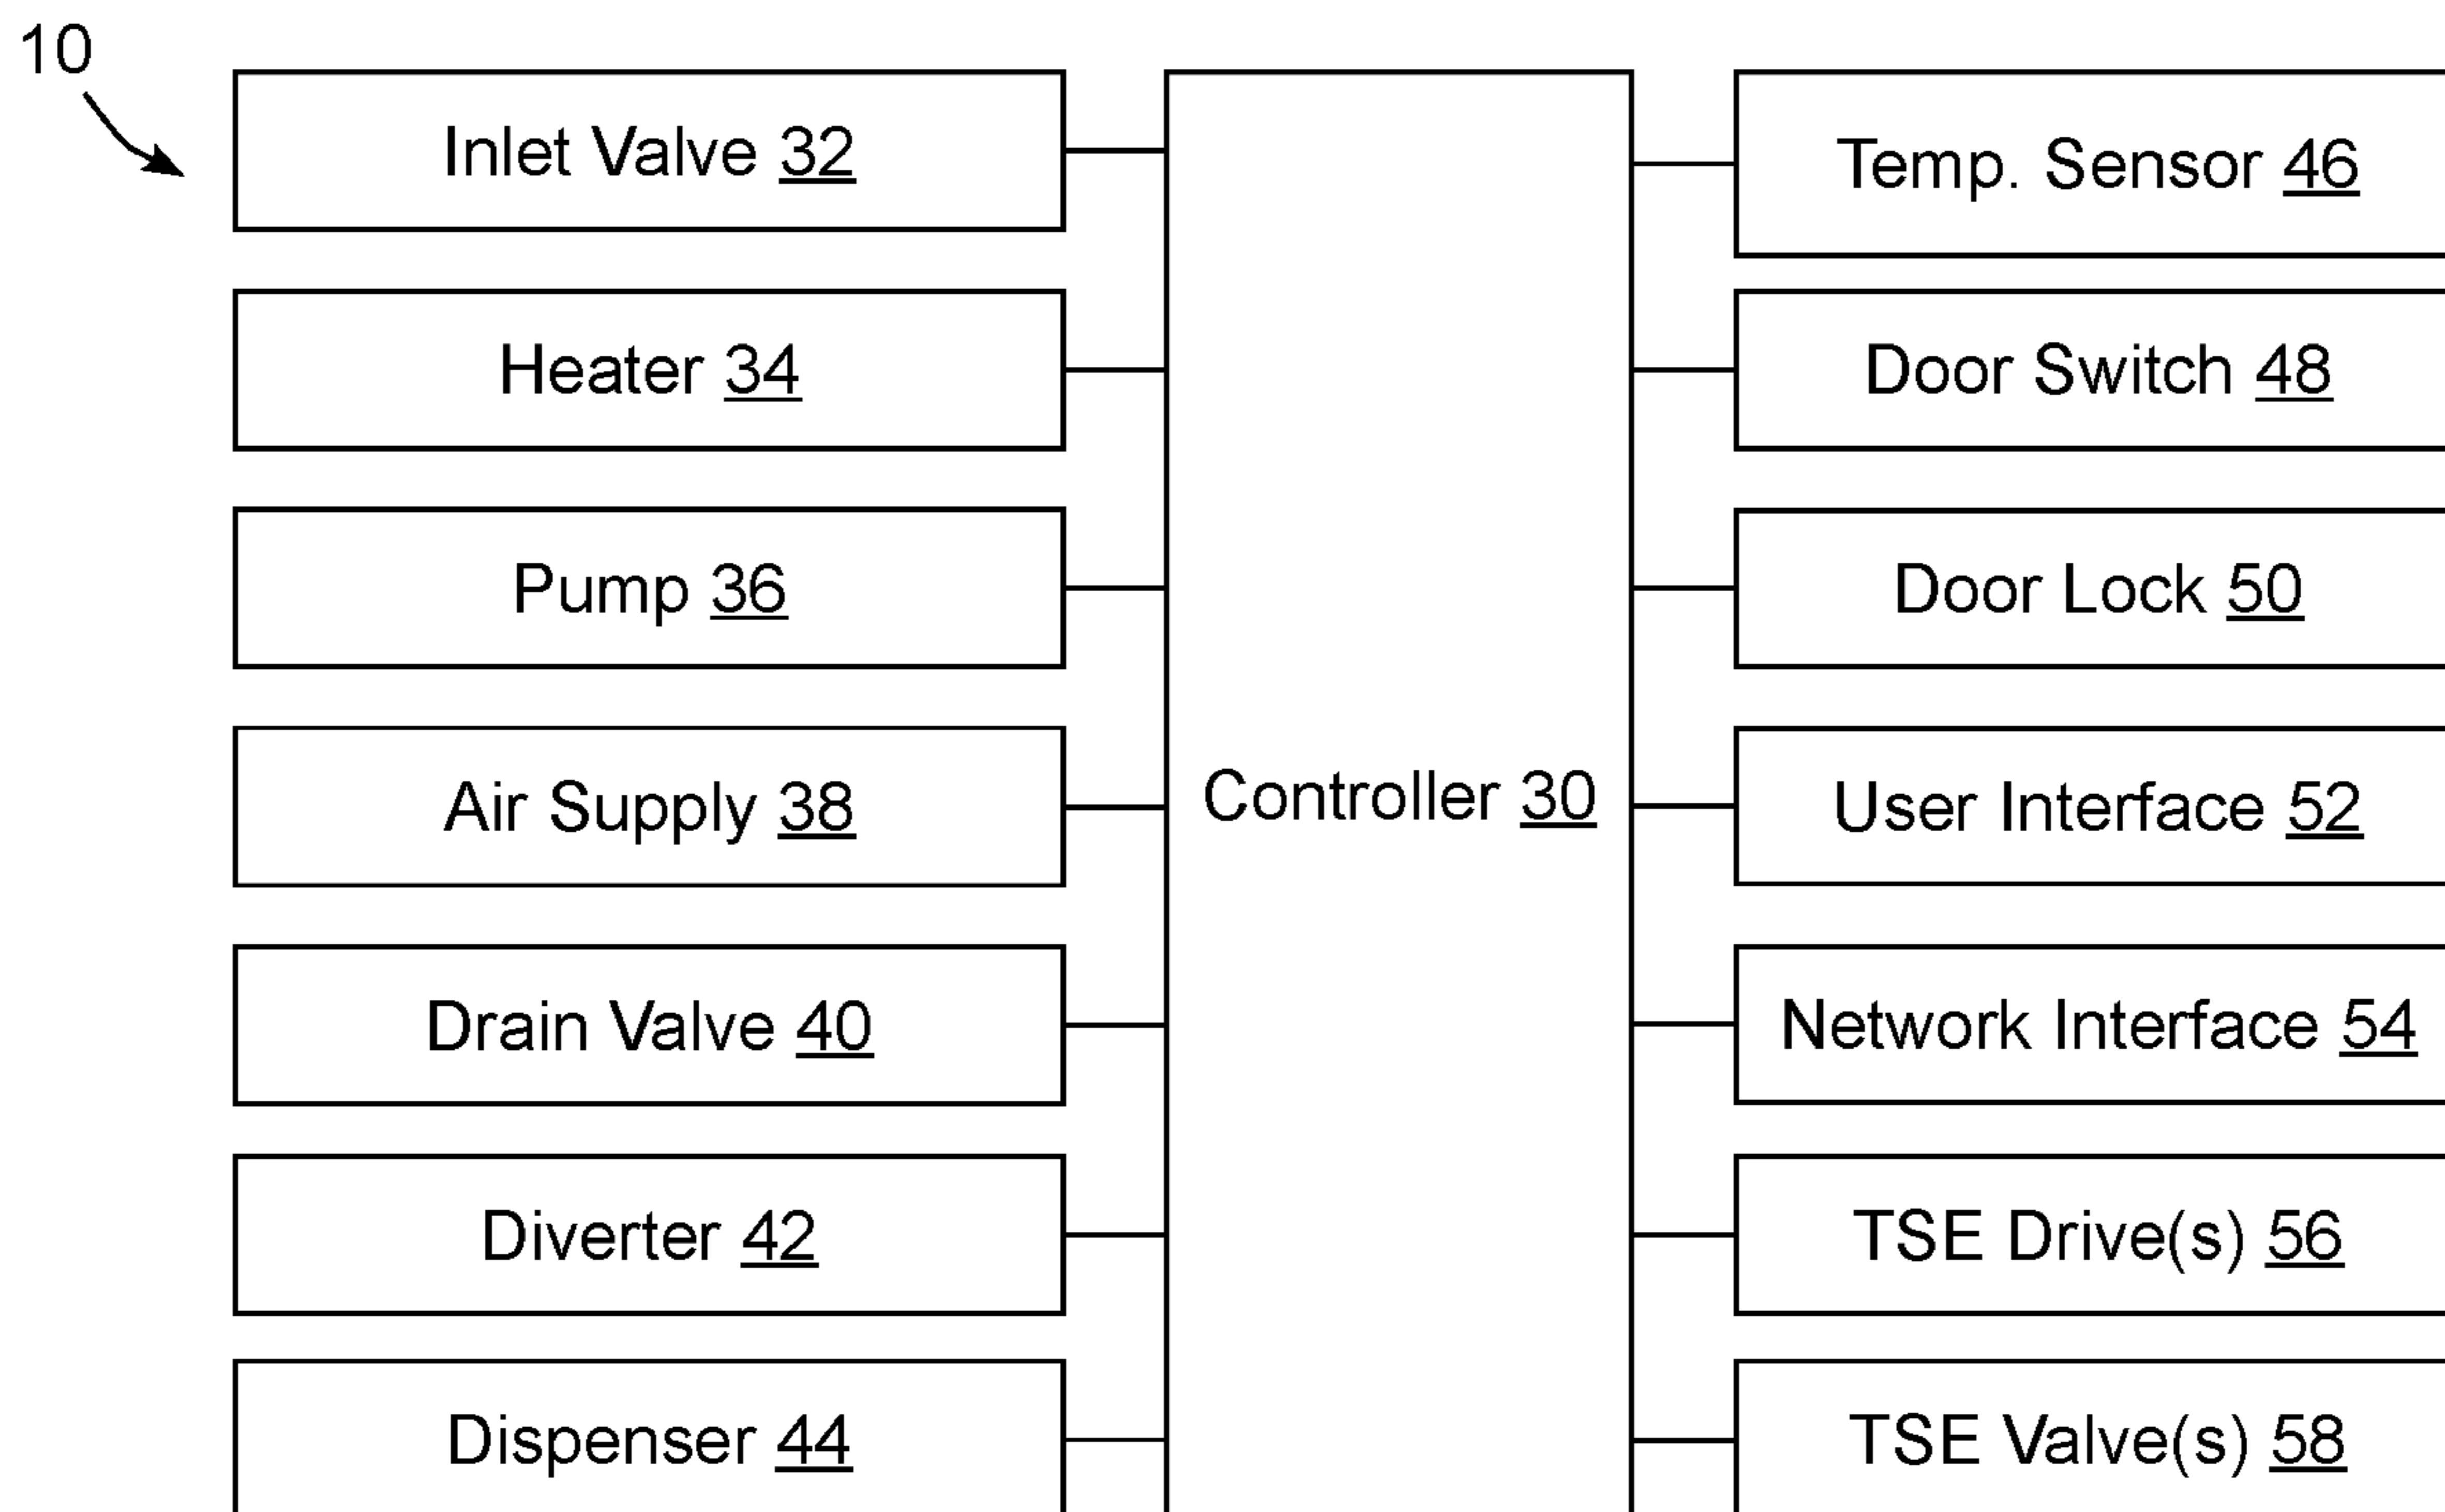 10
Inlet Valve 32
Heater 34
Pump 36
Air Supply 38
Drain Valve 40
Diverter 42
Dispenser 44
Controller 30
Temp. Sensor 46
Door Switch 48
Door Lock 50
User Interface 52
Network Interface 54
TSE Drive(s) 56
TSE Valve(s) 58